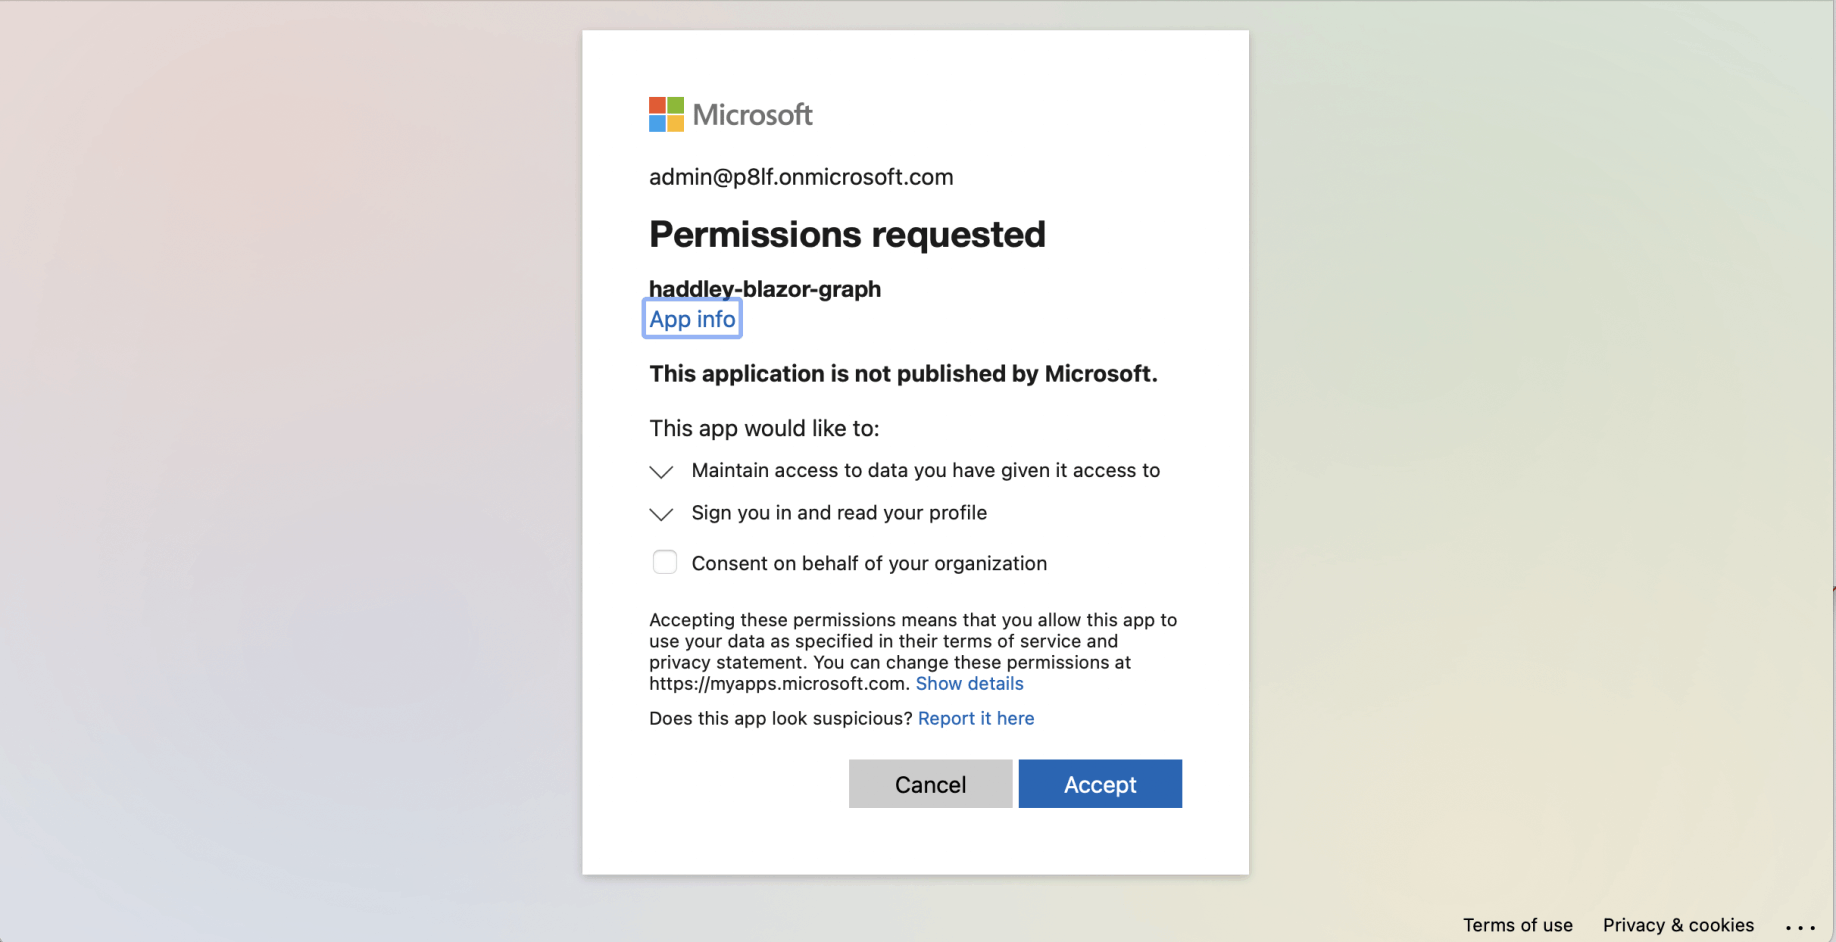 Microsoft
admin@p8lf.onmicrosoft.com
Permissions requested
haddley-blazor-graph
App info
This application is not published by Microsoft.
This app would like to:
Maintain access to data you have given it access to
Sign you in and read your profile
Consent on behalf of your organization
Accepting these permissions means that you allow this app to
use your data as specified in their terms of service and
privacy statement. You can change these permissions at
https://myapps.microsoft.com. Show details
Does this app look suspicious? Report it here
Cancel Accept
Terms of use Privacy & cookies ...